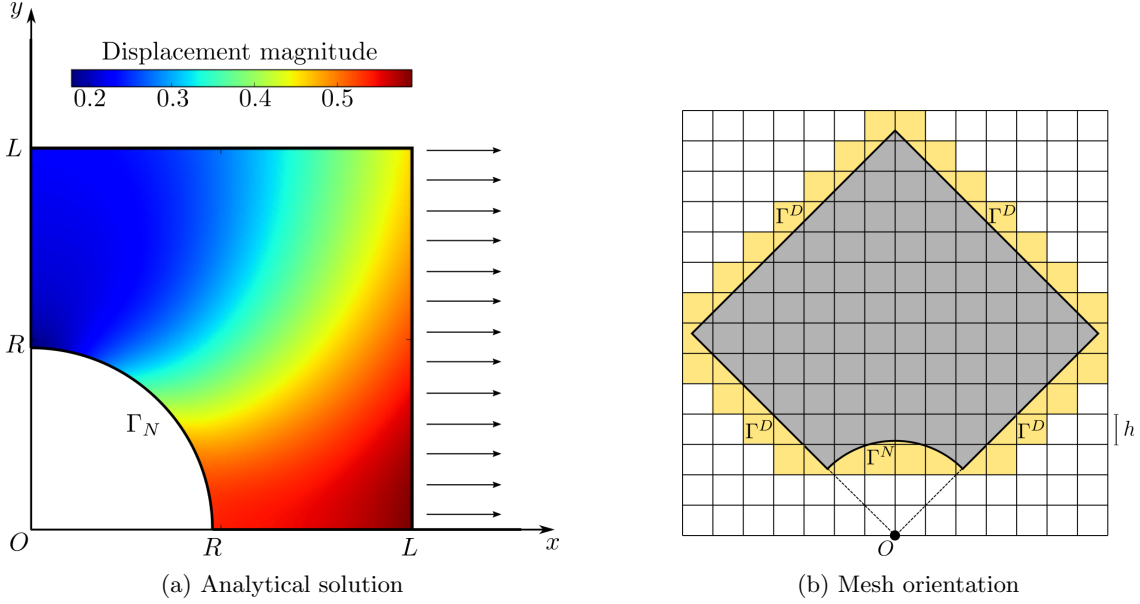 y
Displacement magnitude
0.2 0.3 0.4 0.5
L
R
Γ_N
O R L x
(a) Analytical solution
Γ^D Γ^D
Γ^D Γ^D
h
Γ^N
O
(b) Mesh orientation